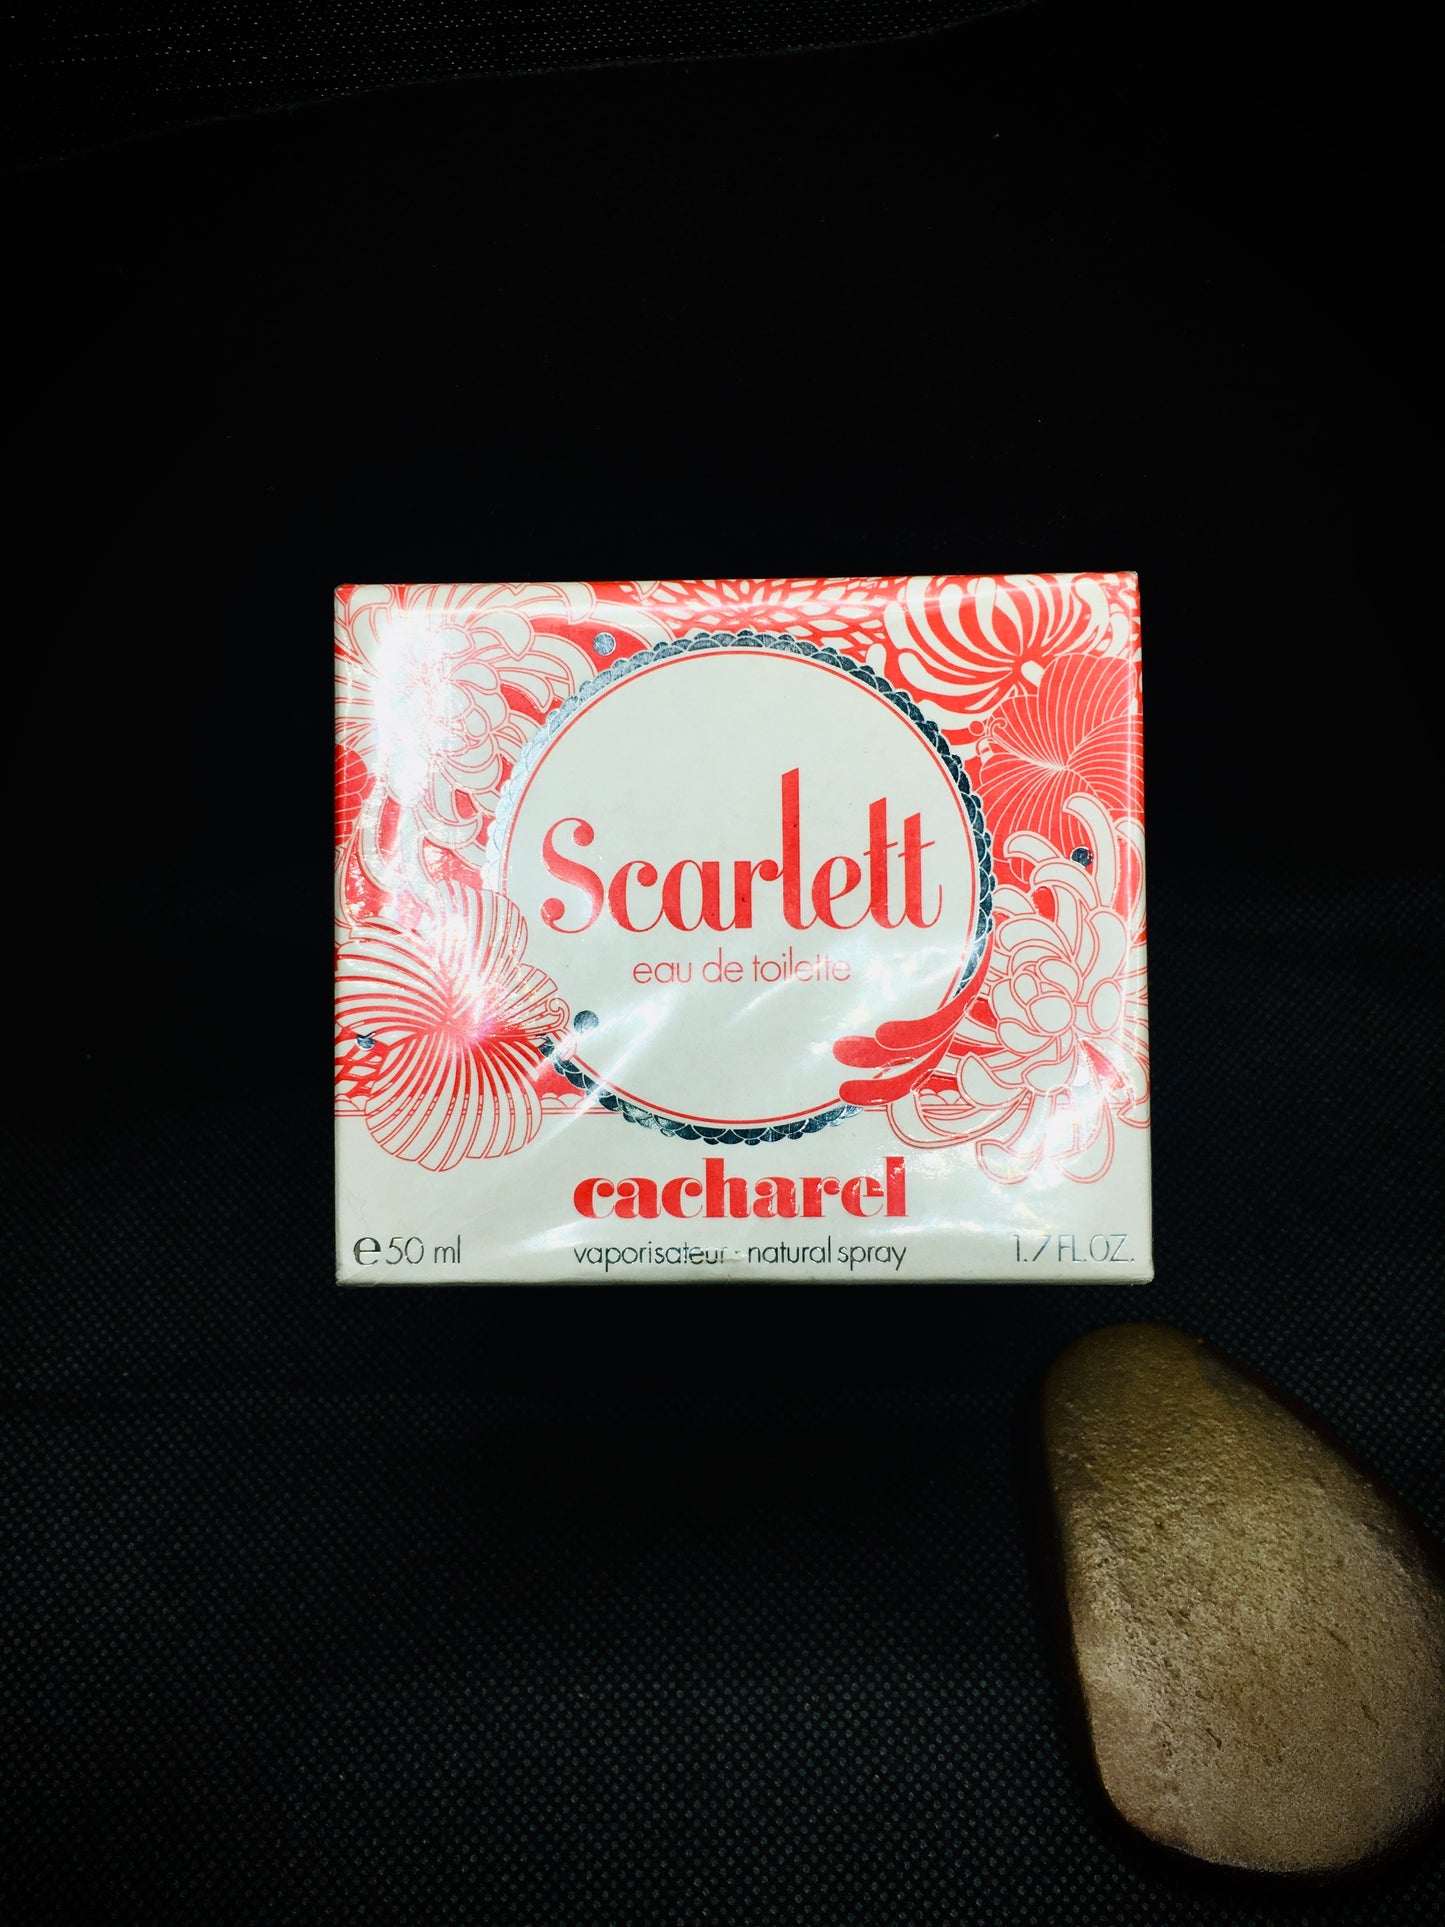 Scarlett
eau de toilette
cacharel
℮50 ml
vaporisateur - natural spray
1.7 FL.OZ.